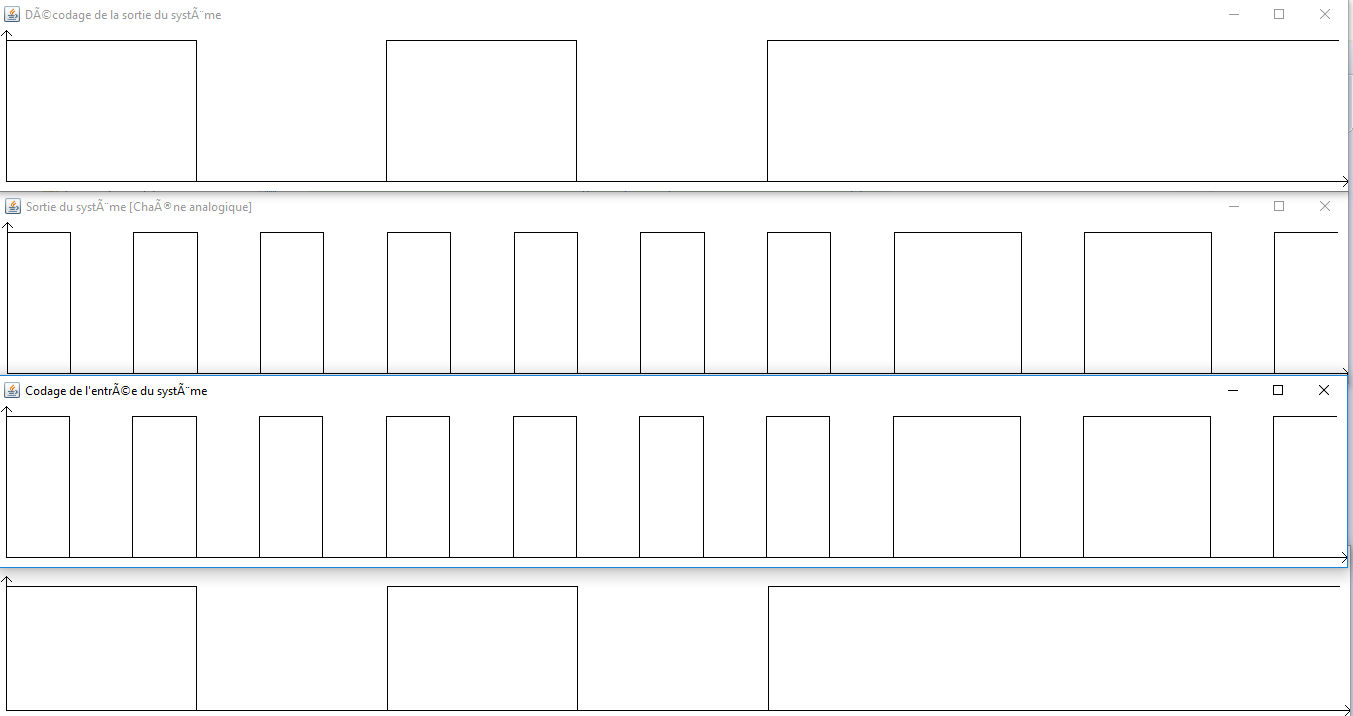 DÃ©codage de la sortie du systÃ¨me
Sortie du systÃ¨me [ChaÃ®ne analogique]
Codage de l'entrÃ©e du systÃ¨me